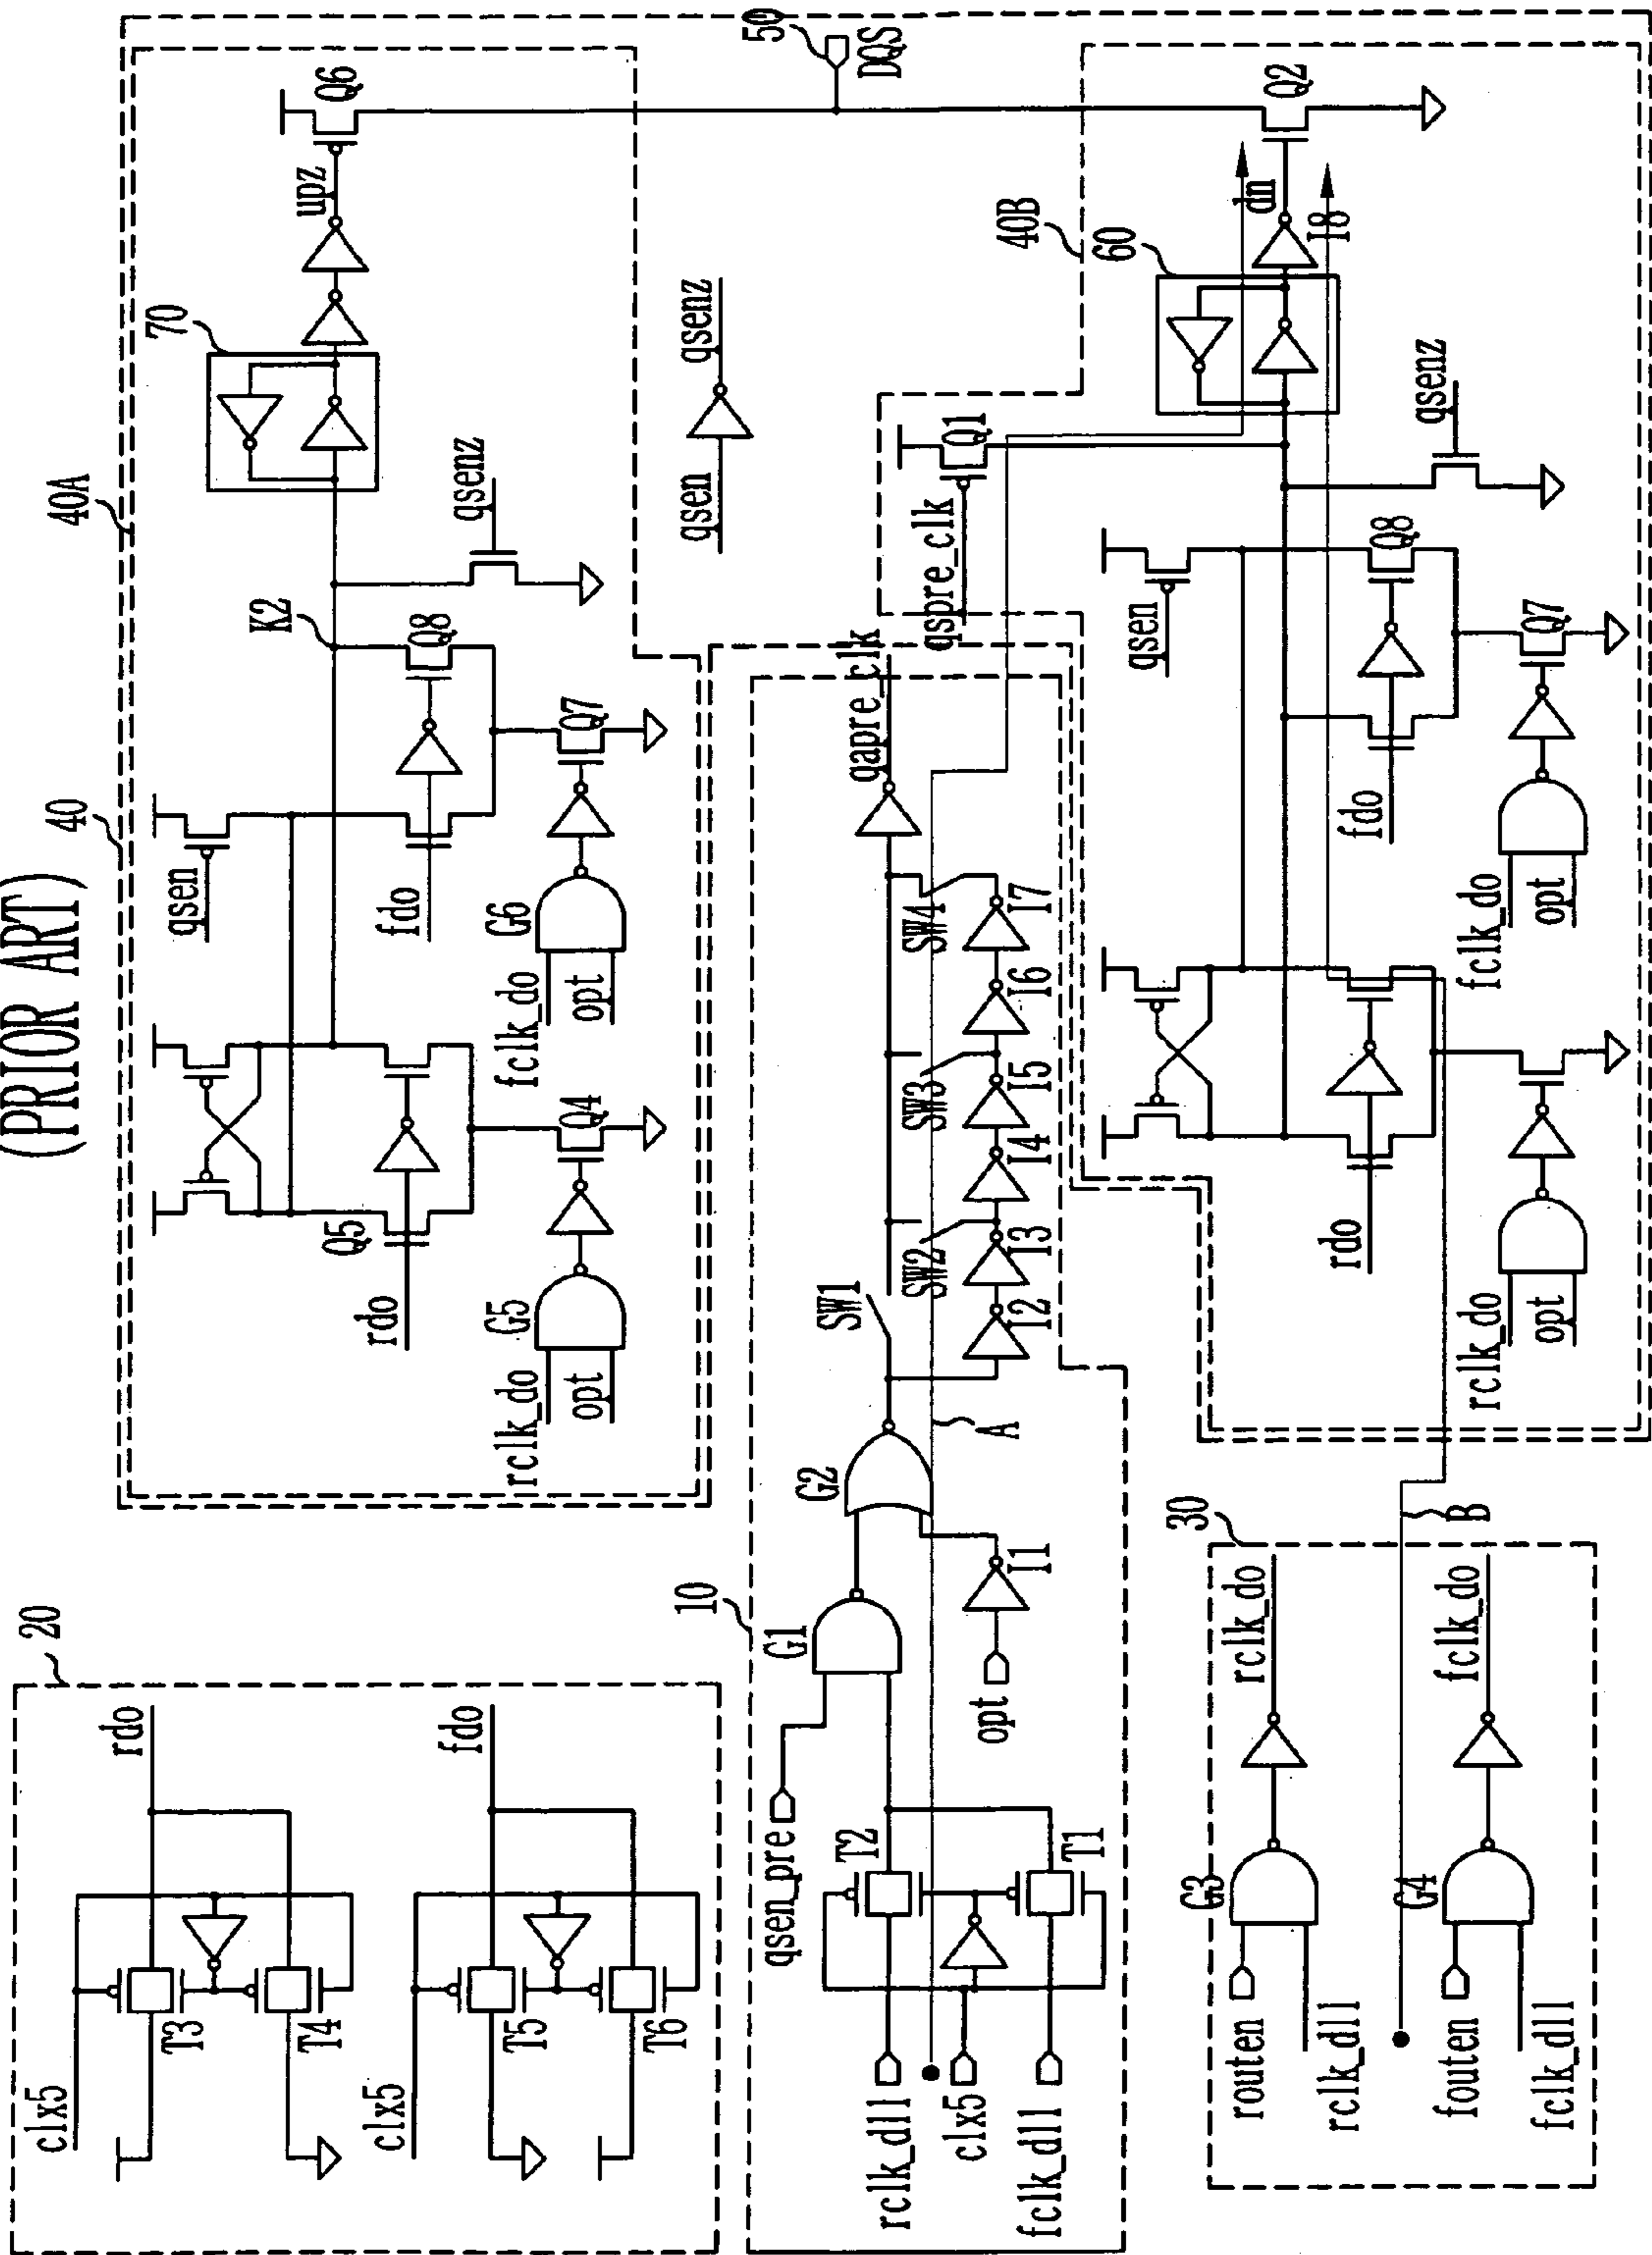 (PRIOR ART)
20
rdo
fdo
clx5
T3
T4
clx5
T5
T6
40
40A
qsen
fdo
rdo
Q5
Q4
G5
rclk_do
opt
G6
fclk_do
opt
Q7
Q8
K2
qsenz
70
upz
Q6
50
DQS
qsen
qsenz
10
qsen_pre
rclk_dll
clx5
fclk_dll
T2
T1
G1
G2
opt
I1
A
SW1
SW2
SW3
SW4
I2
I3
I4
I5
I6
I7
qapre_clk
qspre_clk
Q1
40B
60
dn
I8
Q2
qsenz
qsen
Q8
Q7
fdo
fclk_do
opt
rdo
rclk_do
opt
30
routen
rclk_dll
G3
rclk_do
fouten
fclk_dll
G4
fclk_do
B